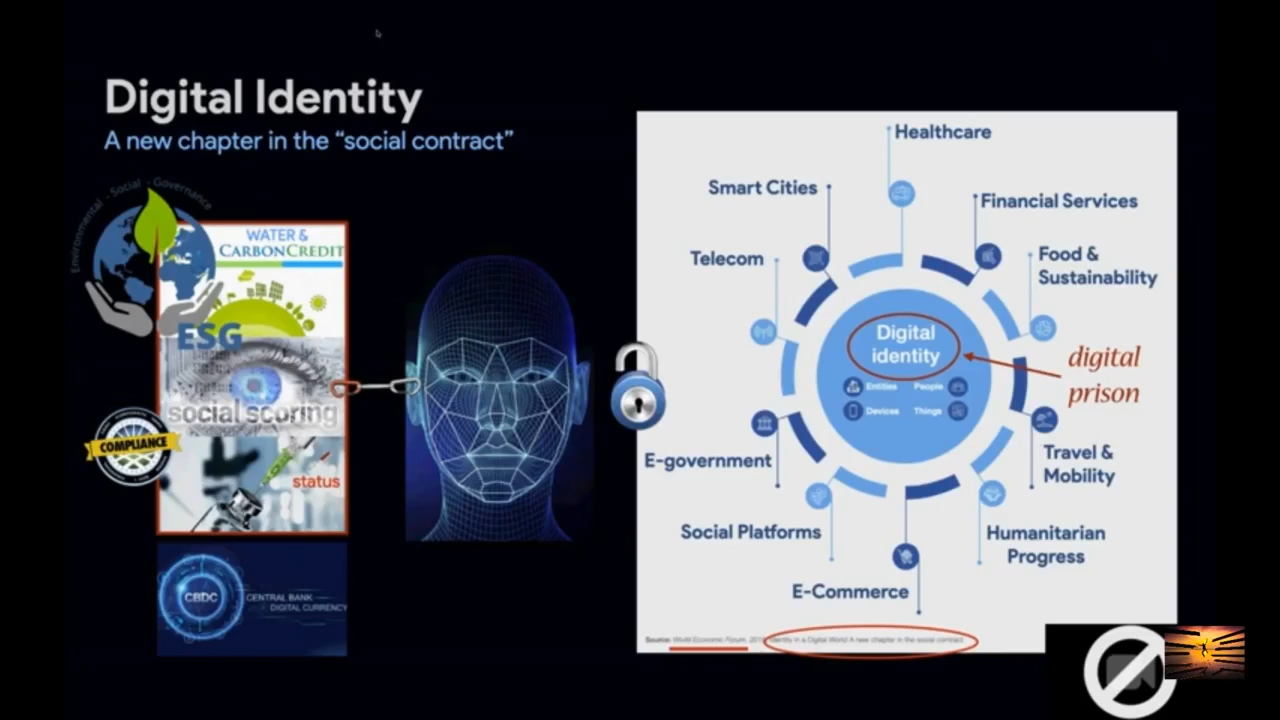 Digital Identity
A new chapter in the “social contract”
Environmental · Social · Governance
ESG
WATER &
CARBONCREDIT
social scoring
COMPLIANCE
status
CBDC
CENTRAL BANK
DIGITAL CURRENCY
Healthcare
Smart Cities
Financial Services
Telecom
Food &
Sustainability
Digital
identity
Entities
People
Devices
Things
digital
prison
E-government
Travel &
Mobility
Social Platforms
Humanitarian
Progress
E-Commerce
Source: World Economic Forum, Identity in a Digital World A new chapter in the social contract